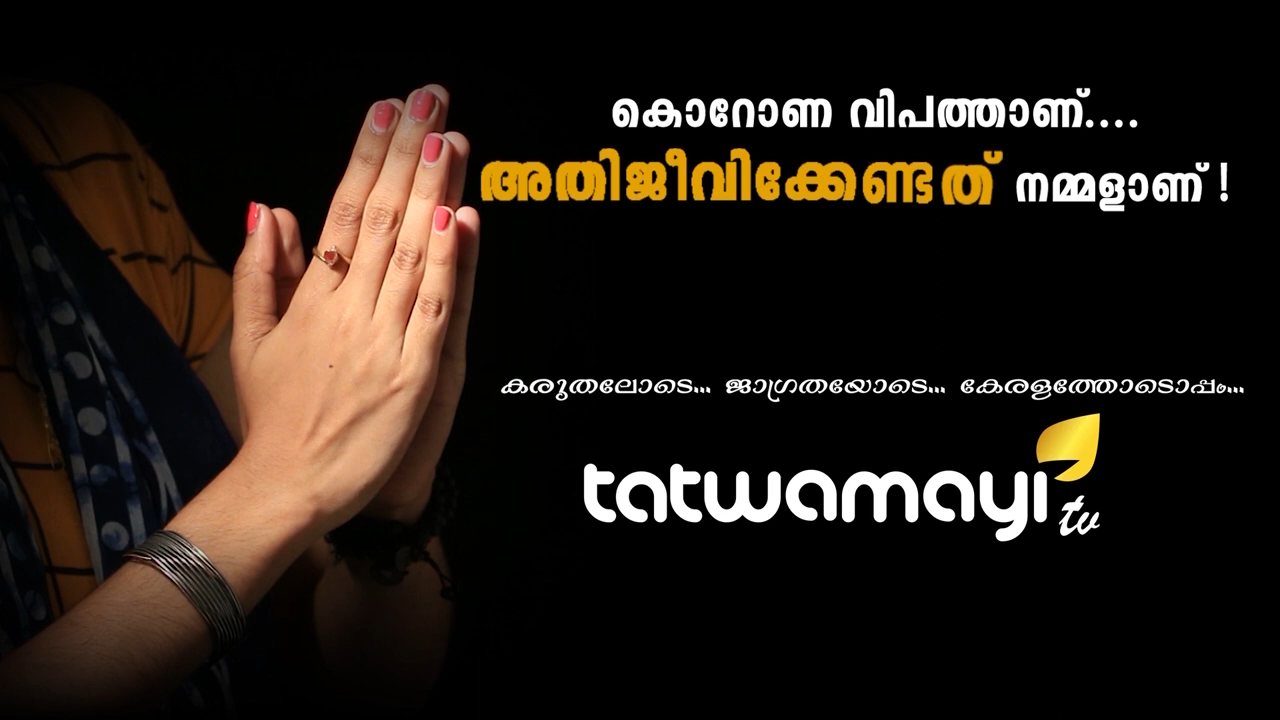 കൊറോണ വിപത്താണ്....
അതിജീവിക്കേണ്ടത് നമ്മളാണ് !
കരുതലോടെ... ജാഗ്രതയോടെ... കേരളത്തോടൊപ്പം...
tatwamayi
tv